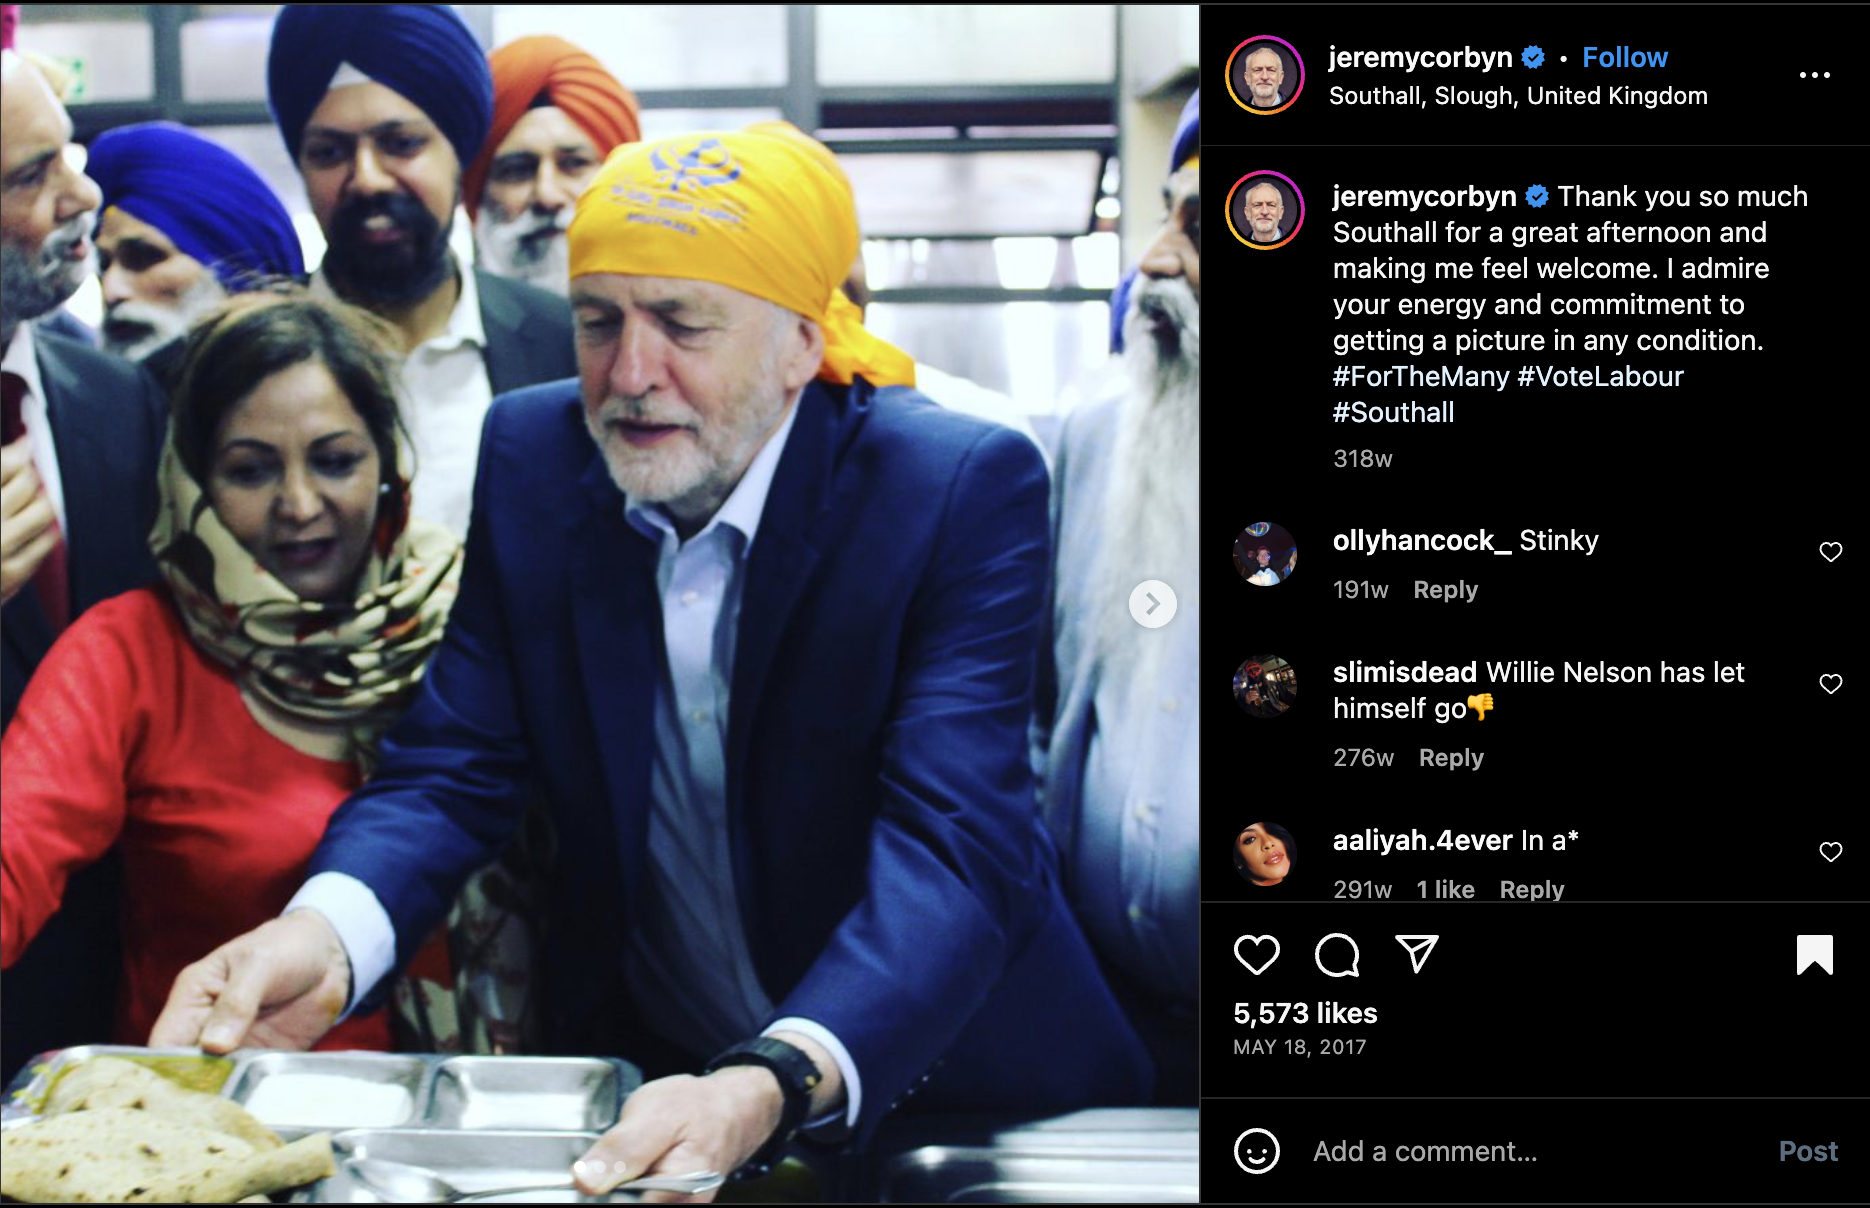 jeremycorbyn • Follow
Southall, Slough, United Kingdom
jeremycorbyn Thank you so much
Southall for a great afternoon and
making me feel welcome. I admire
your energy and commitment to
getting a picture in any condition.
#ForTheMany #VoteLabour
#Southall
318w
ollyhancock_ Stinky
191w Reply
slimisdead Willie Nelson has let
himself go👎
276w Reply
aaliyah.4ever In a*
291w 1 like Reply
5,573 likes
MAY 18, 2017
Add a comment...
Post
SOUTHALL